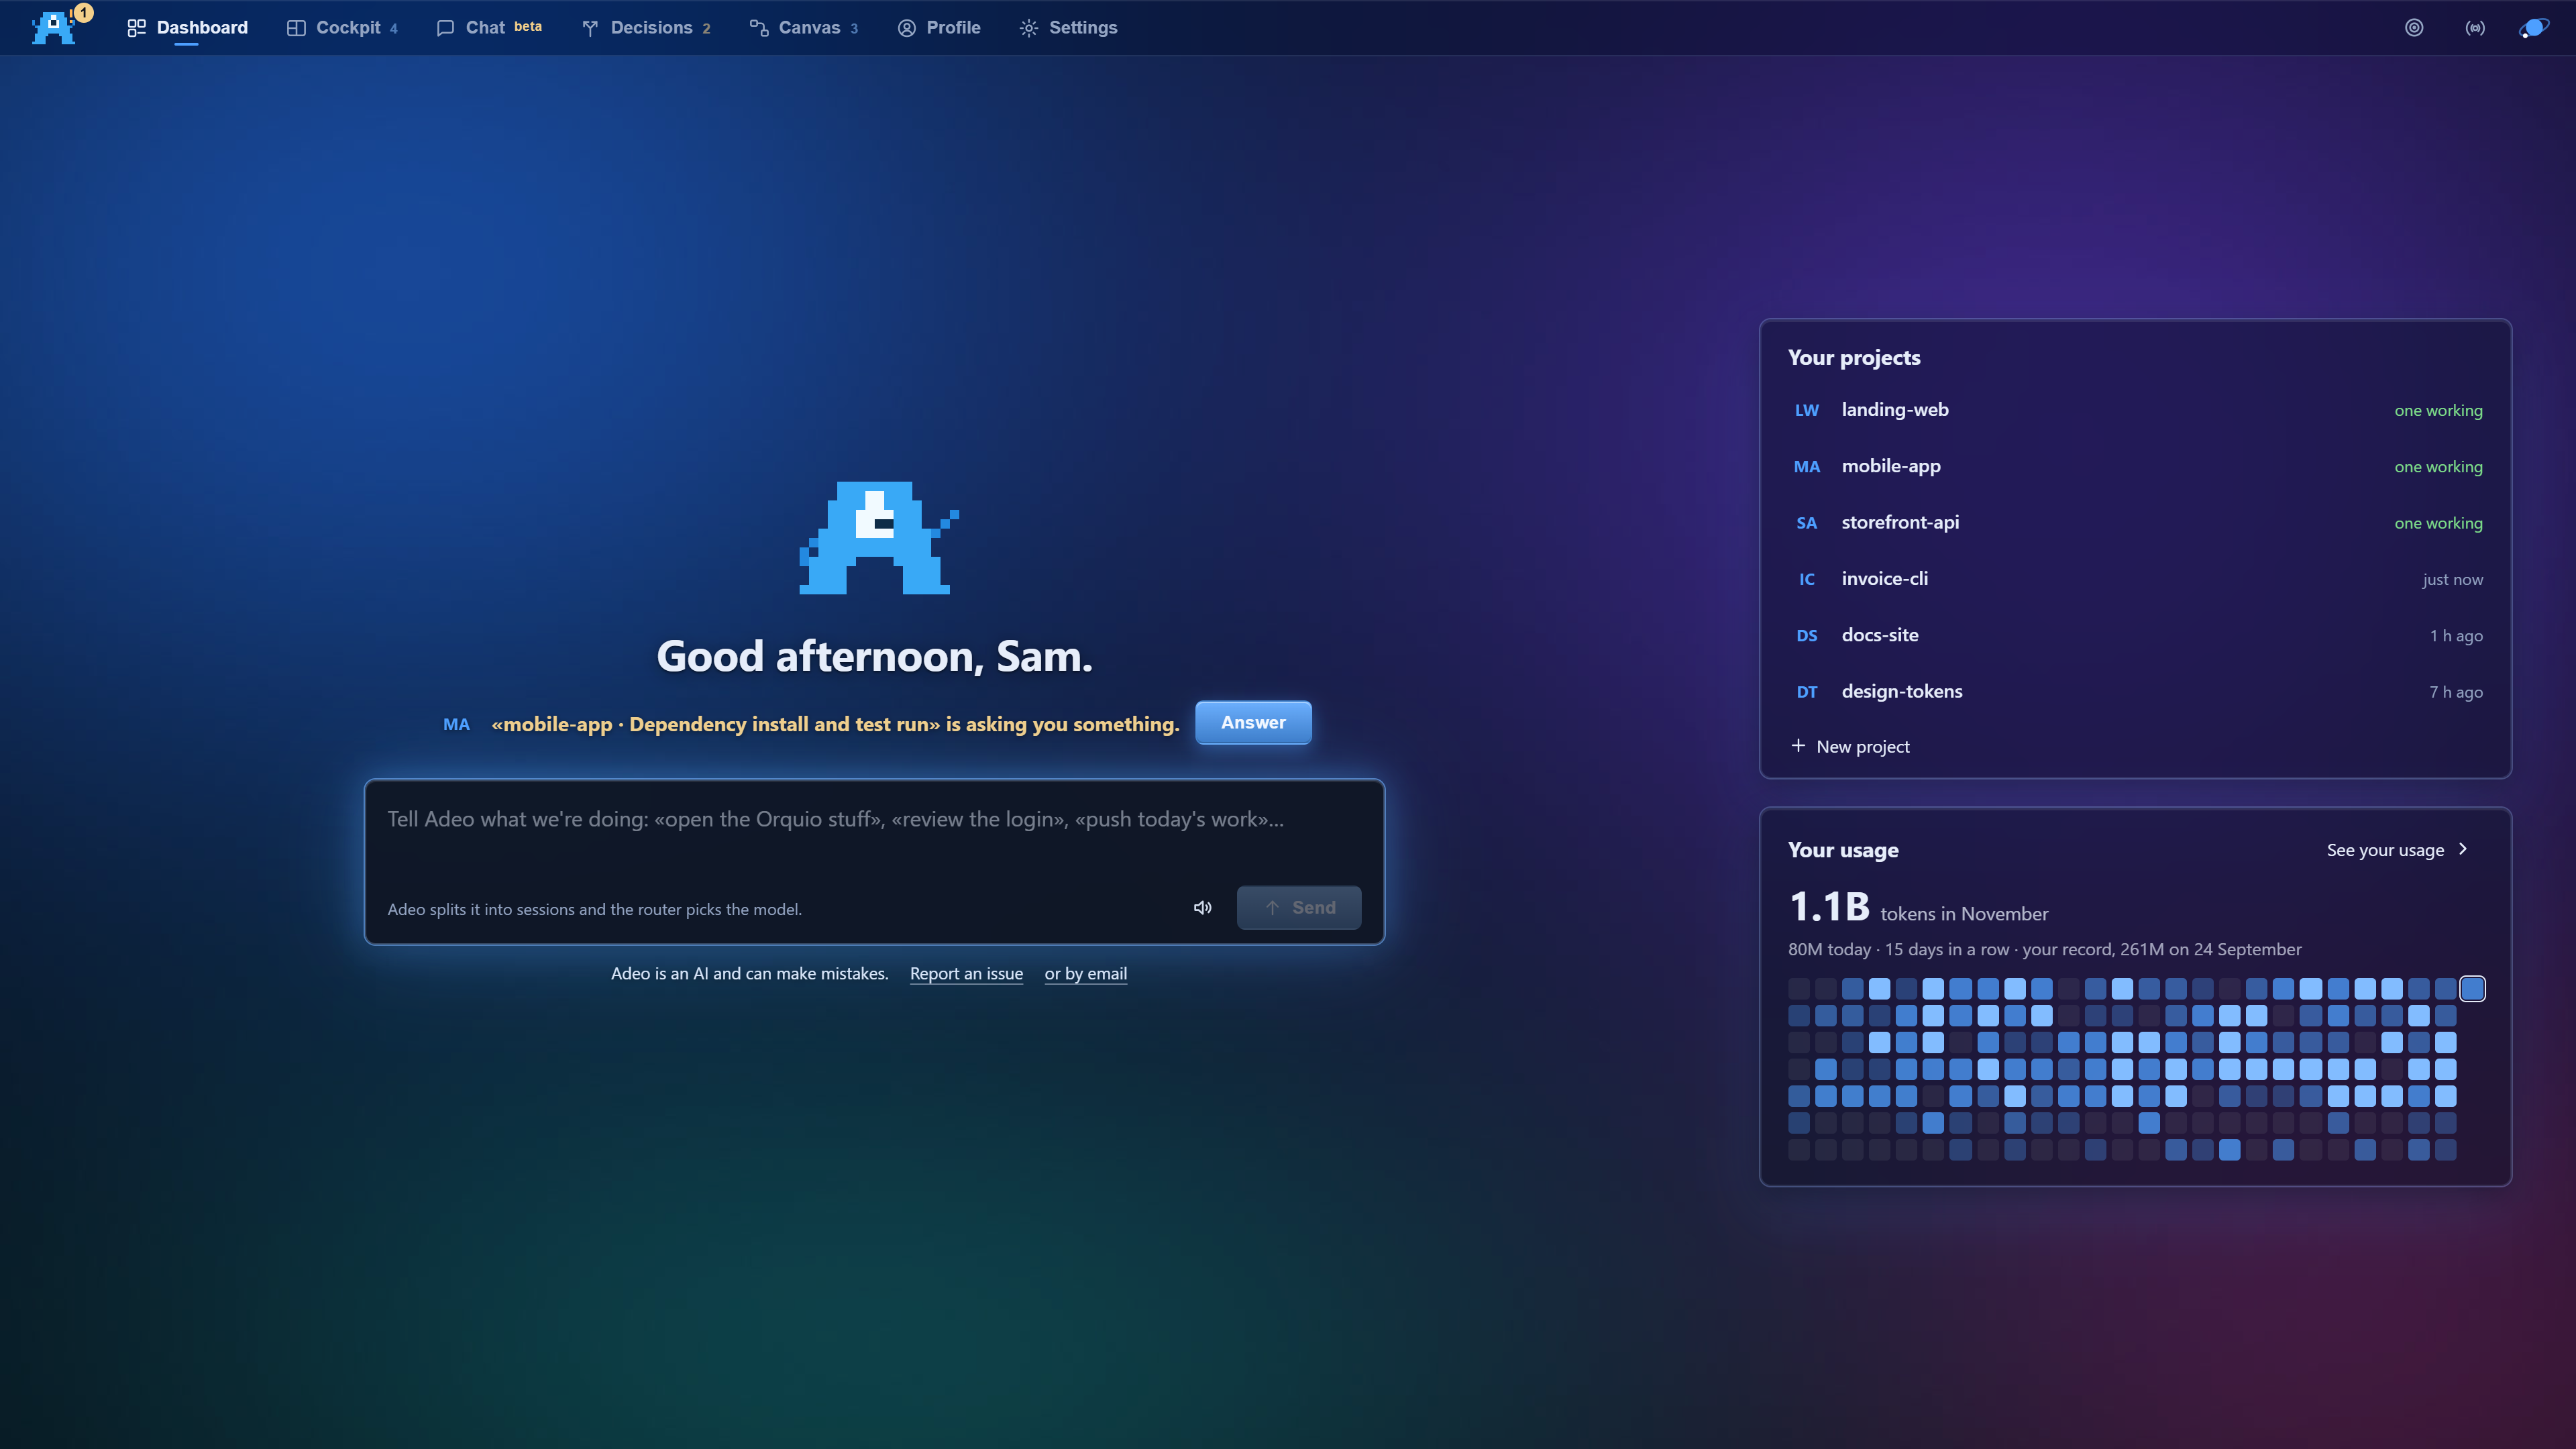 1
Dashboard
Cockpit 4
Chat beta
Decisions 2
Canvas 3
Profile
Settings
Good afternoon, Sam.
MA «mobile-app · Dependency install and test run» is asking you something. Answer
Tell Adeo what we're doing: «open the Orquio stuff», «review the login», «push today's work»...
Adeo splits it into sessions and the router picks the model. Send
Adeo is an AI and can make mistakes. Report an issue or by email
Your projects
LW landing-web one working
MA mobile-app one working
SA storefront-api one working
IC invoice-cli just now
DS docs-site 1 h ago
DT design-tokens 7 h ago
New project
Your usage See your usage
1.1B tokens in November
80M today · 15 days in a row · your record, 261M on 24 September